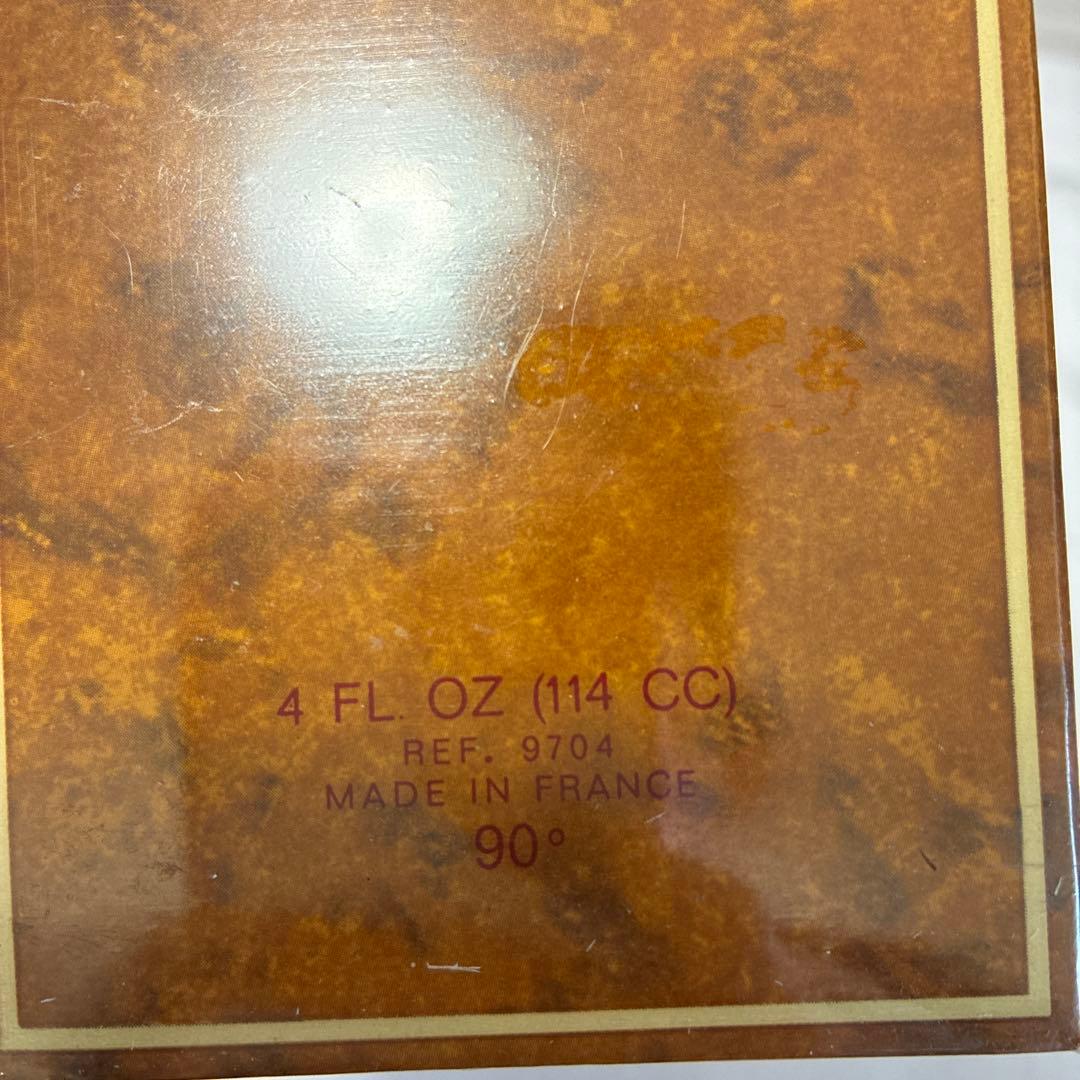 4 FL. OZ (114 CC)
REF. 9704
MADE IN FRANCE
90°